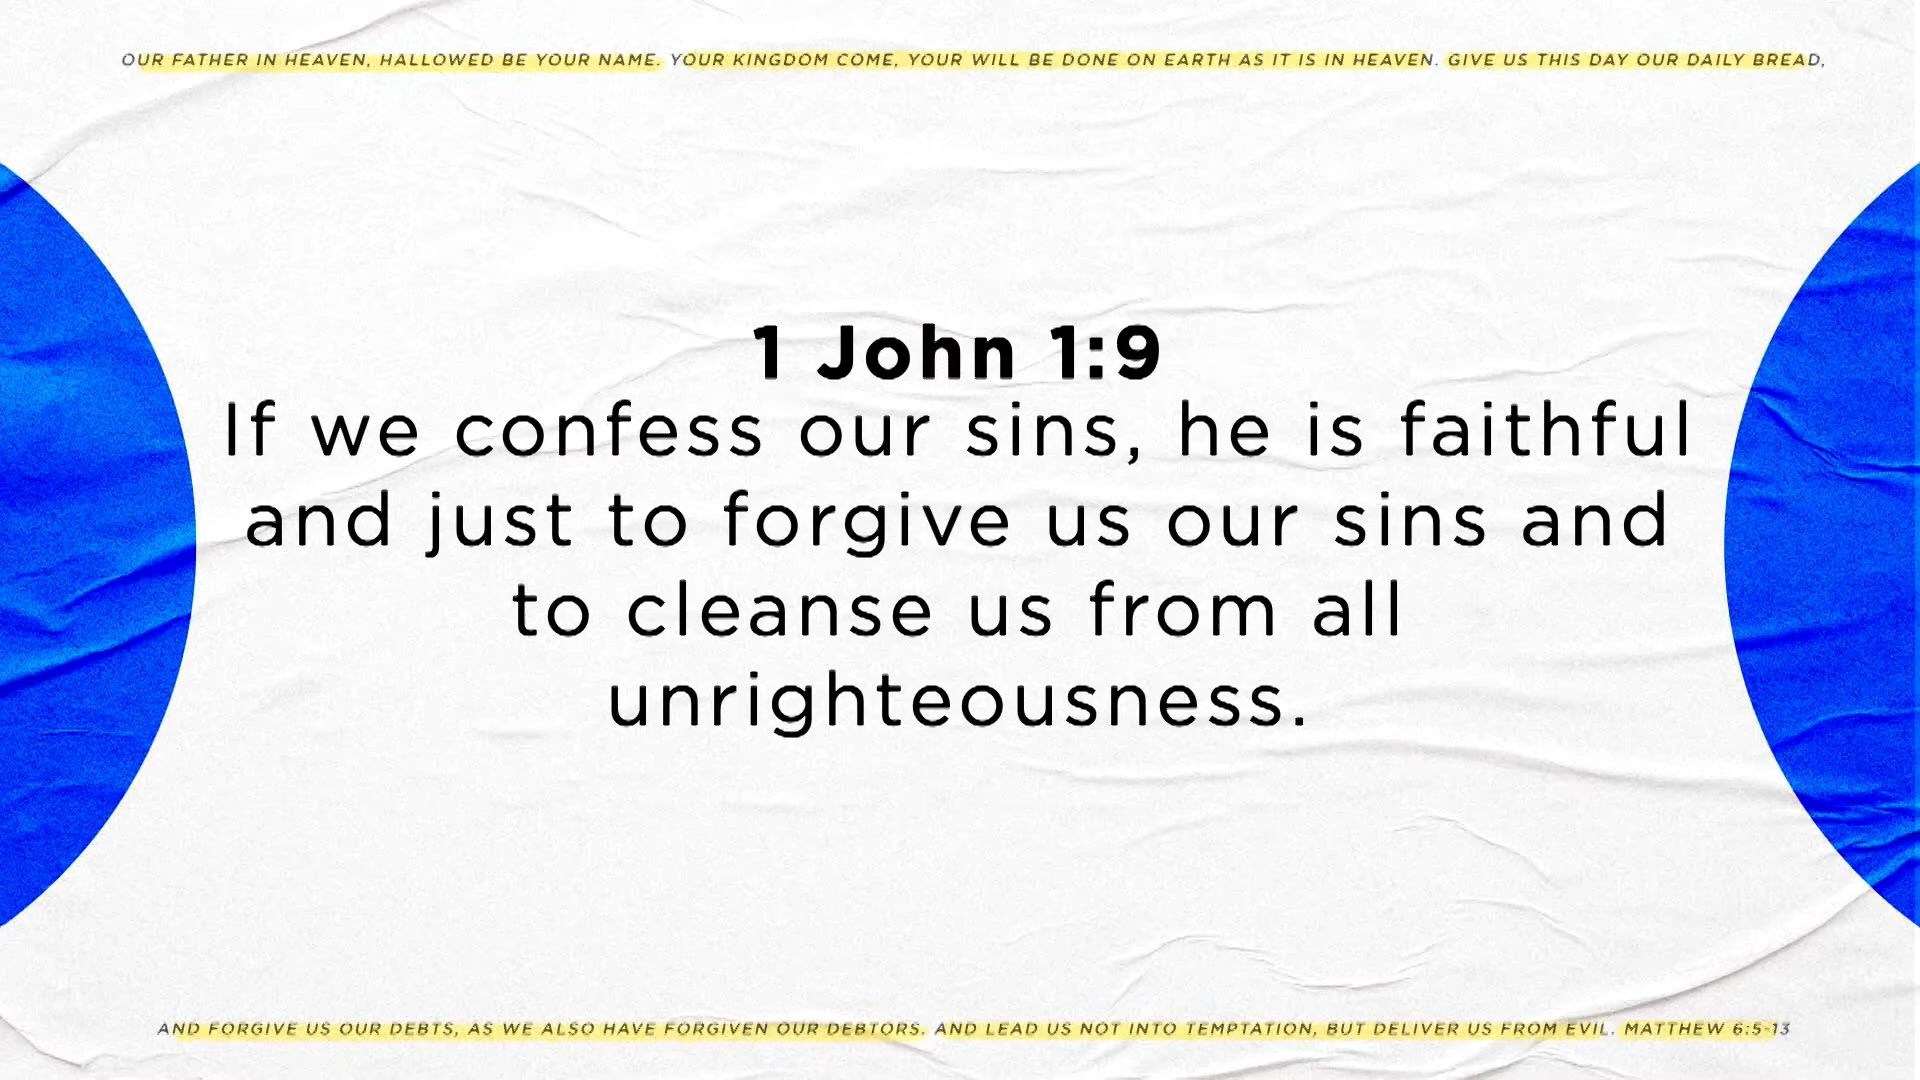 OUR FATHER IN HEAVEN, HALLOWED BE YOUR NAME. YOUR KINGDOM COME, YOUR WILL BE DONE ON EARTH AS IT IS IN HEAVEN. GIVE US THIS DAY OUR DAILY BREAD,
1 John 1:9
If we confess our sins, he is faithful
and just to forgive us our sins and
to cleanse us from all
unrighteousness.
AND FORGIVE US OUR DEBTS, AS WE ALSO HAVE FORGIVEN OUR DEBTORS. AND LEAD US NOT INTO TEMPTATION, BUT DELIVER US FROM EVIL. MATTHEW 6:5-13